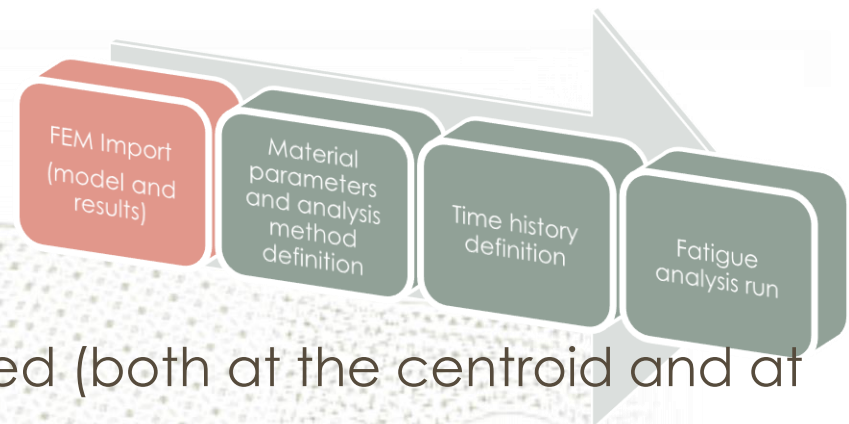 FEM Import
(model and
results)
Material
parameters
and analysis
method
definition
Time history
definition
Fatigue
analysis run
ed (both at the centroid and at